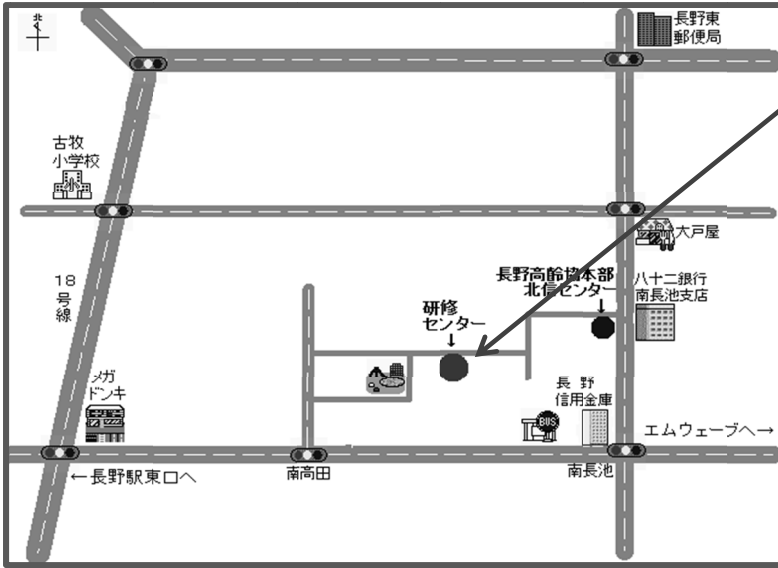 北
長野東
郵便局
古牧
小学校
大戸屋
18
号
線
長野高齢協本部
北信センター
↓
八十二銀行
南長池支店
研修
センター
↓
メガ
ドンキ
長野
信用金庫
BUS
エムウェーブへ→
←長野駅東口へ
南高田
南長池